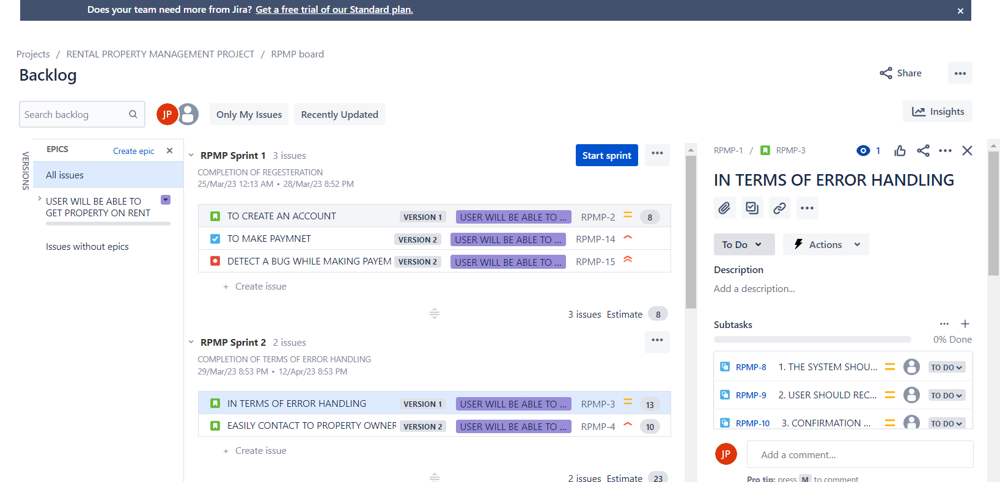 Does your team need more from Jira? Get a free trial of our Standard plan.
Projects / RENTAL PROPERTY MANAGEMENT PROJECT / RPMP board
Backlog
Share
Search backlog
JP
Only My Issues
Recently Updated
Insights
VERSIONS
EPICS
Create epic
All issues
USER WILL BE ABLE TO
GET PROPERTY ON RENT
Issues without epics
RPMP Sprint 1 3 issues
Start sprint
COMPLETION OF REGESTERATION
25/Mar/23 12:13 AM • 28/Mar/23 8:52 PM
TO CREATE AN ACCOUNT VERSION 1 USER WILL BE ABLE TO ... RPMP-2 8
TO MAKE PAYMNET VERSION 2 USER WILL BE ABLE TO ... RPMP-14
DETECT A BUG WHILE MAKING PAYEM VERSION 2 USER WILL BE ABLE TO ... RPMP-15
+ Create issue
3 issues Estimate 8
RPMP Sprint 2 2 issues
COMPLETION OF TERMS OF ERROR HANDLING
29/Mar/23 8:53 PM • 12/Apr/23 8:53 PM
IN TERMS OF ERROR HANDLING VERSION 1 USER WILL BE ABLE TO ... RPMP-3 13
EASILY CONTACT TO PROPERTY OWNER VERSION 2 USER WILL BE ABLE TO ... RPMP-4 10
+ Create issue
2 issues Estimate 23
RPMP-1 / RPMP-3
1
IN TERMS OF ERROR HANDLING
To Do
Actions
Description
Add a description...
Subtasks
0% Done
RPMP-8 1. THE SYSTEM SHOU... TO DO
RPMP-9 2. USER SHOULD REC... TO DO
RPMP-10 3. CONFIRMATION ... TO DO
JP
Add a comment...
Pro tip: press M to comment